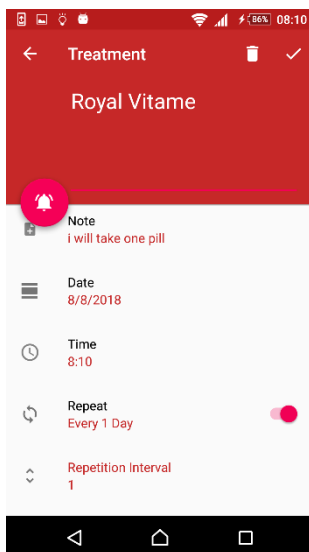 86% 08:10
Treatment
Royal Vitame
Note
i will take one pill
Date
8/8/2018
Time
8:10
Repeat
Every 1 Day
Repetition Interval
1